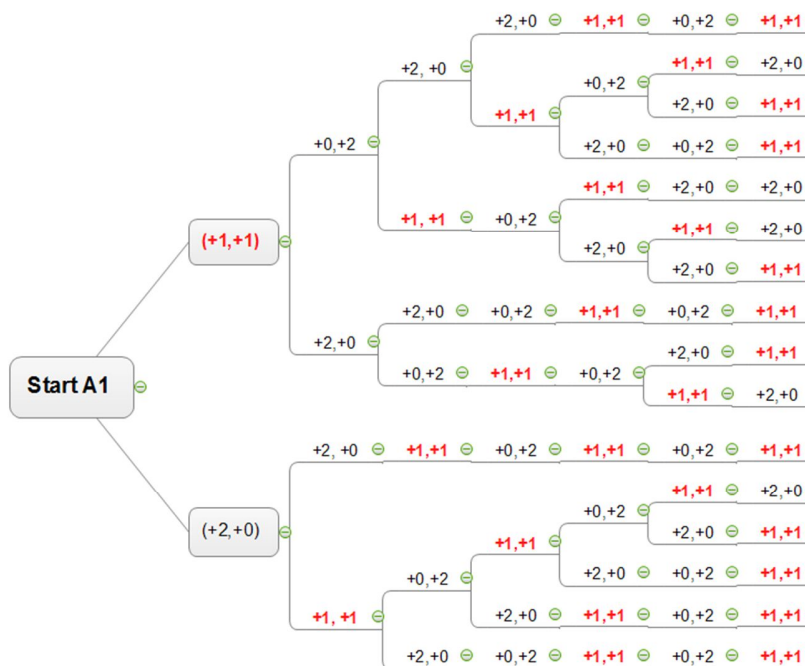 +2,+0 +1,+1 +0,+2 +1,+1
+1,+1 +2,+0
+2, +0 +0,+2
+2,+0 +1,+1
+1,+1
+0,+2 +2,+0 +0,+2 +1,+1
+1,+1 +2,+0 +2,+0
+1, +1 +0,+2 +1,+1 +2,+0
(+1,+1) +2,+0
+2,+0 +1,+1
+2,+0 +0,+2 +1,+1 +0,+2 +1,+1
+2,+0
+2,+0 +1,+1
+0,+2 +1,+1 +0,+2
Start A1 +1,+1 +2,+0
+2, +0 +1,+1 +0,+2 +1,+1 +0,+2 +1,+1
+1,+1 +2,+0
+0,+2
(+2,+0) +1,+1 +2,+0 +1,+1
+0,+2 +2,+0 +0,+2 +1,+1
+1, +1 +2,+0 +1,+1 +0,+2 +1,+1
+2,+0 +0,+2 +1,+1 +0,+2 +1,+1